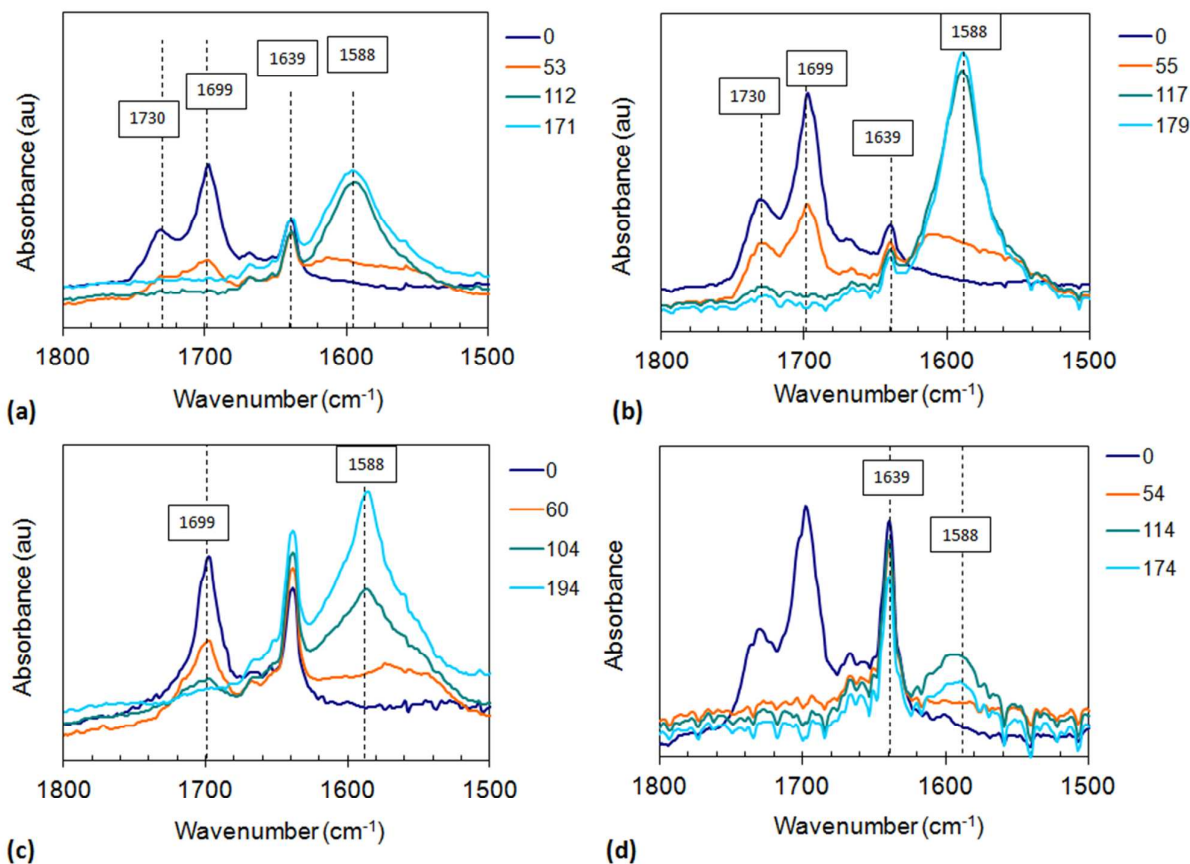 1730
1699
1639
1588
0
53
112
171
Absorbance (au)
1800 1700 1600 1500
Wavenumber (cm-1)
(a)
1730
1699
1639
1588
0
55
117
179
Absorbance (au)
1800 1700 1600 1500
Wavenumber (cm-1)
(b)
1699
1588
0
60
104
194
Absorbance (au)
1800 1700 1600 1500
Wavenumber (cm-1)
(c)
1639
1588
0
54
114
174
Absorbance
1800 1700 1600 1500
Wavenumber (cm-1)
(d)